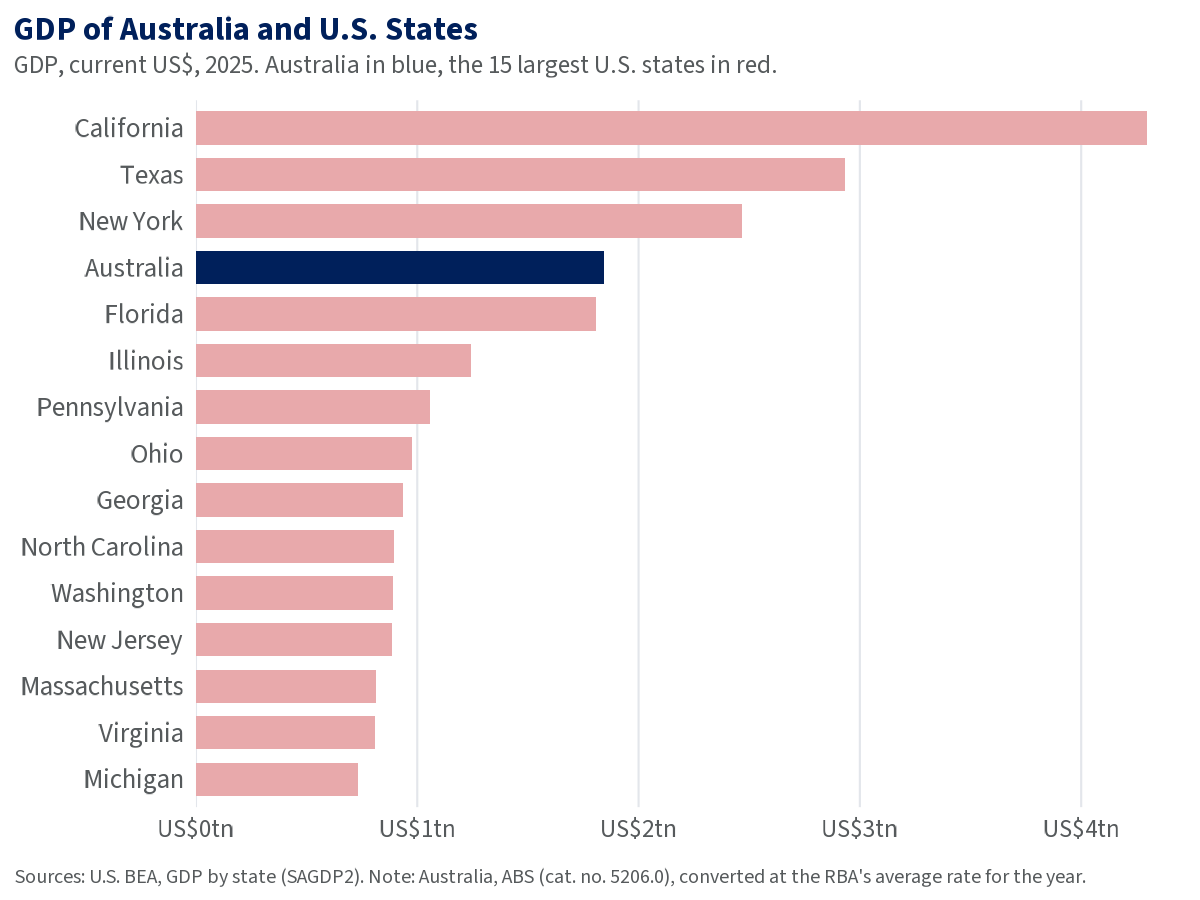 GDP of Australia and U.S. States
GDP, current US$, 2025. Australia in blue, the 15 largest U.S. states in red.
California
Texas
New York
Australia
Florida
Illinois
Pennsylvania
Ohio
Georgia
North Carolina
Washington
New Jersey
Massachusetts
Virginia
Michigan
US$0tn US$1tn US$2tn US$3tn US$4tn
Sources: U.S. BEA, GDP by state (SAGDP2). Note: Australia, ABS (cat. no. 5206.0), converted at the RBA's average rate for the year.